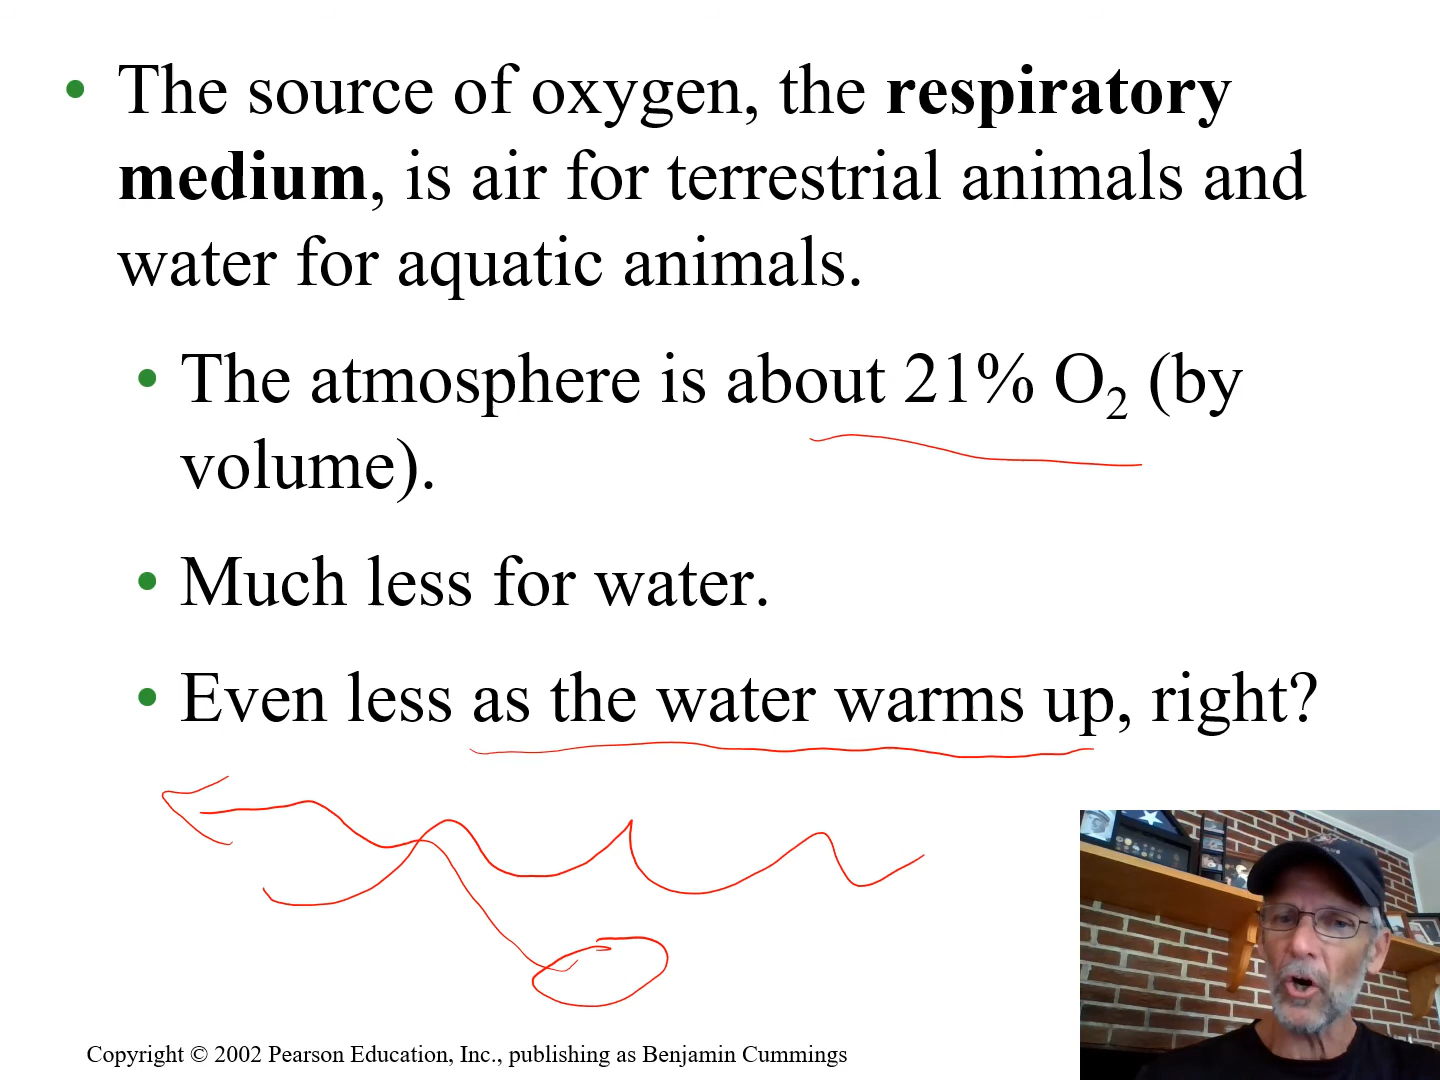 • The source of oxygen, the respiratory
medium, is air for terrestrial animals and
water for aquatic animals.
• The atmosphere is about 21% O₂ (by
volume).
• Much less for water.
• Even less as the water warms up, right?
Copyright © 2002 Pearson Education, Inc., publishing as Benjamin Cummings